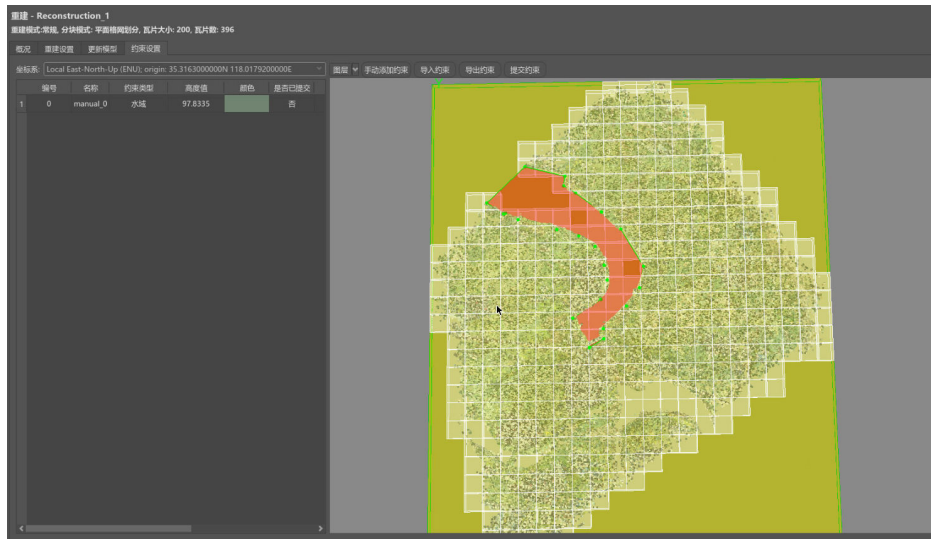 重建 - Reconstruction_1
重建模式:常规, 分块模式: 平面格网划分, 瓦片大小: 200, 瓦片数: 396
概况 重建设置 更新模型 约束设置
坐标系: Local East-North-Up (ENU); origin: 35.3163000000N 118.0179200000E 图层 手动添加约束 导入约束 导出约束 提交约束
编号 名称 约束类型 高度值 颜色 是否已提交
1 0 manual_0 水域 97.8335 否